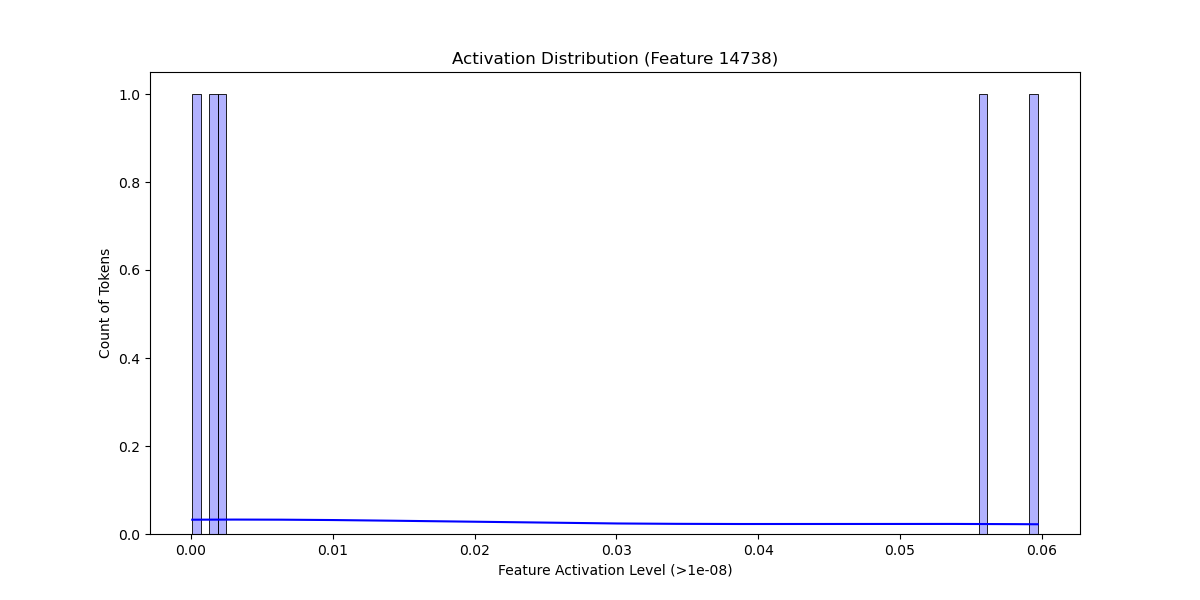 Activation Distribution (Feature 14738)
1.0
0.8
0.6
0.4
0.2
0.0
Count of Tokens
0.00 0.01 0.02 0.03 0.04 0.05 0.06
Feature Activation Level (>1e-08)